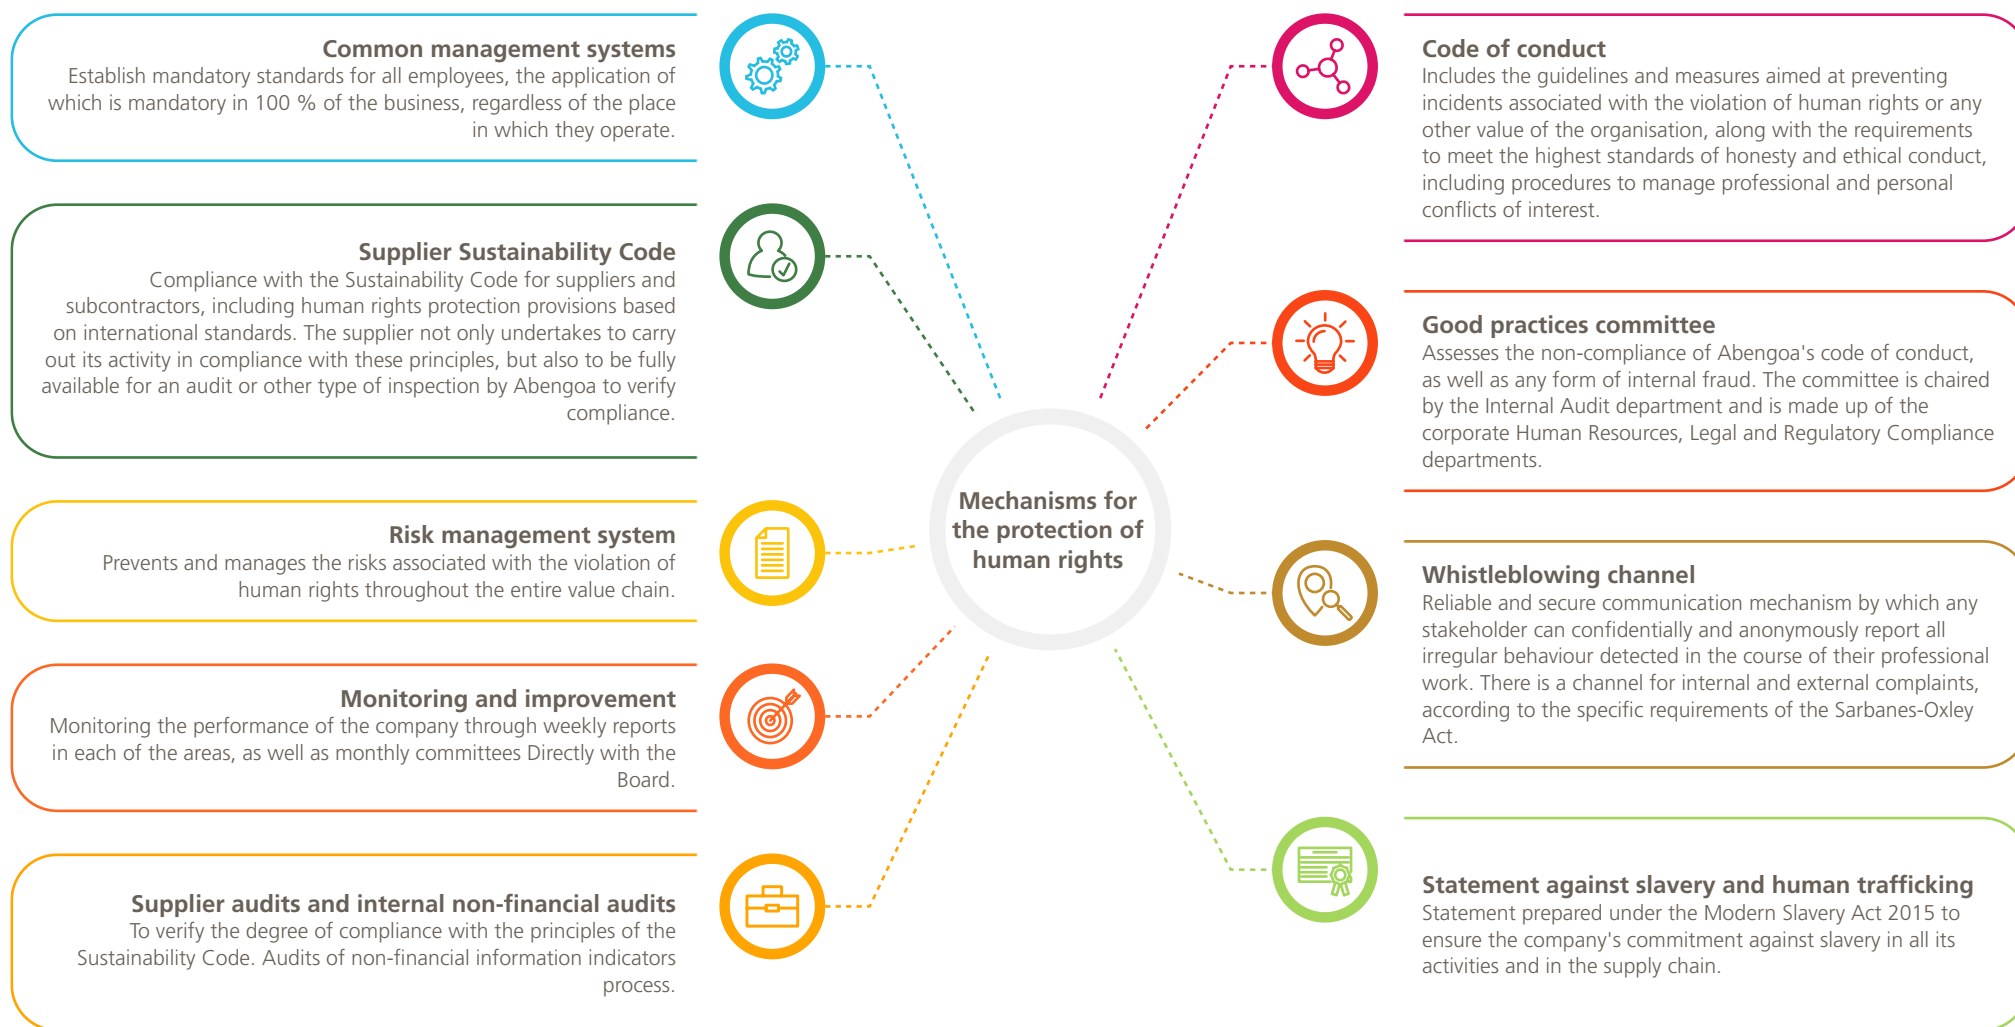 Common management systems
Establish mandatory standards for all employees, the application of
which is mandatory in 100 % of the business, regardless of the place
in which they operate.
Supplier Sustainability Code
Compliance with the Sustainability Code for suppliers and
subcontractors, including human rights protection provisions based
on international standards. The supplier not only undertakes to carry
out its activity in compliance with these principles, but also to be fully
available for an audit or other type of inspection by Abengoa to verify
compliance.
Risk management system
Prevents and manages the risks associated with the violation of
human rights throughout the entire value chain.
Monitoring and improvement
Monitoring the performance of the company through weekly reports
in each of the areas, as well as monthly committees Directly with the
Board.
Supplier audits and internal non-financial audits
To verify the degree of compliance with the principles of the
Sustainability Code. Audits of non-financial information indicators
process.
Mechanisms for
the protection of
human rights
Code of conduct
Includes the guidelines and measures aimed at preventing
incidents associated with the violation of human rights or any
other value of the organisation, along with the requirements
to meet the highest standards of honesty and ethical conduct,
including procedures to manage professional and personal
conflicts of interest.
Good practices committee
Assesses the non-compliance of Abengoa's code of conduct,
as well as any form of internal fraud. The committee is chaired
by the Internal Audit department and is made up of the
corporate Human Resources, Legal and Regulatory Compliance
departments.
Whistleblowing channel
Reliable and secure communication mechanism by which any
stakeholder can confidentially and anonymously report all
irregular behaviour detected in the course of their professional
work. There is a channel for internal and external complaints,
according to the specific requirements of the Sarbanes-Oxley
Act.
Statement against slavery and human trafficking
Statement prepared under the Modern Slavery Act 2015 to
ensure the company's commitment against slavery in all its
activities and in the supply chain.